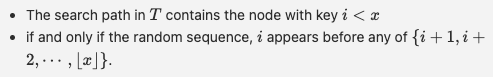 • The search path in T contains the node with key i < x
• if and only if the random sequence, i appears before any of {i + 1, i +
2, ⋯ , ⌊x⌋}.